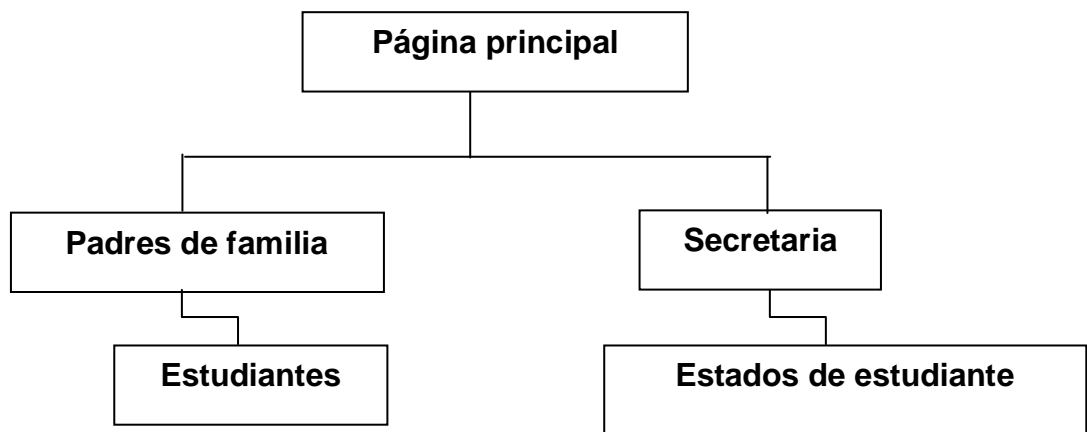 Página principal
Padres de familia
Secretaria
Estudiantes
Estados de estudiante